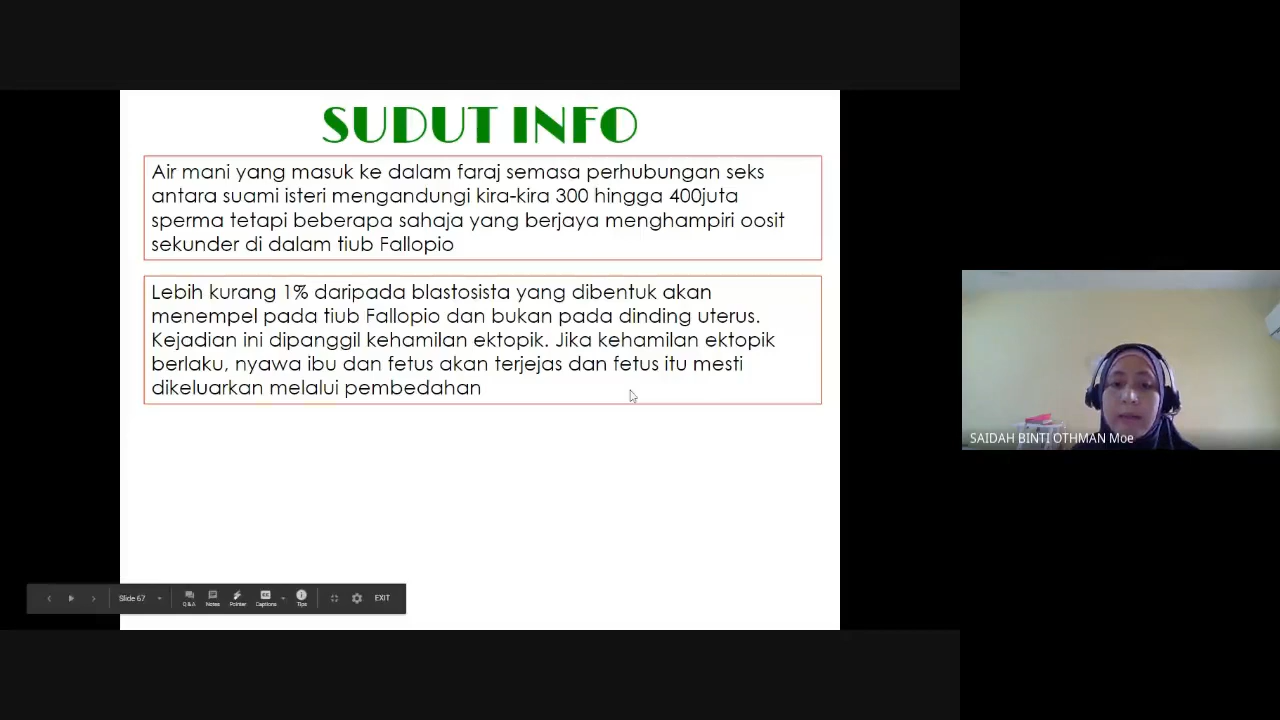 SUDUT INFO
Air mani yang masuk ke dalam faraj semasa perhubungan seks
antara suami isteri mengandungi kira-kira 300 hingga 400juta
sperma tetapi beberapa sahaja yang berjaya menghampiri oosit
sekunder di dalam tiub Fallopio
Lebih kurang 1% daripada blastosista yang dibentuk akan
menempel pada tiub Fallopio dan bukan pada dinding uterus.
Kejadian ini dipanggil kehamilan ektopik. Jika kehamilan ektopik
berlaku, nyawa ibu dan fetus akan terjejas dan fetus itu mesti
dikeluarkan melalui pembedahan
SAIDAH BINTI OTHMAN Moe
Slide 67
Q&A Notes Pointer Captions Tips EXIT